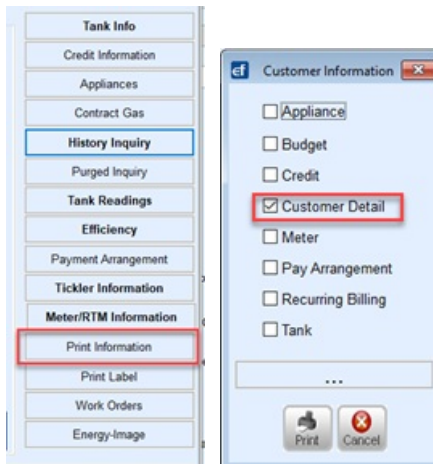 Tank Info
Credit Information
Appliances
Contract Gas
History Inquiry
Purged Inquiry
Tank Readings
Efficiency
Payment Arrangement
Tickler Information
Meter/RTM Information
Print Information
Print Label
Work Orders
Energy-Image
ef Customer Information
Appliance
Budget
Credit
Customer Detail
Meter
Pay Arrangement
Recurring Billing
Tank
...
Print Cancel